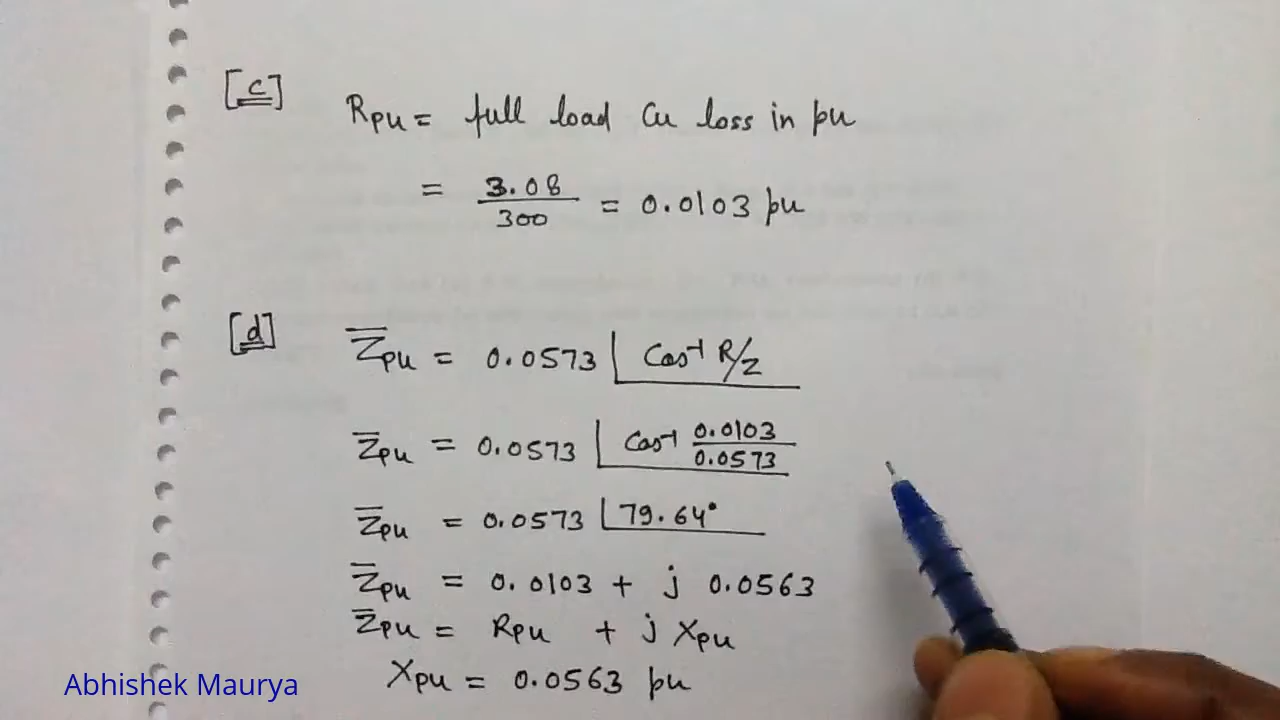 [c]
Rpu = full load Cu loss in pu
= 3.08/300 = 0.0103 pu
[d]
Z̅pu = 0.0573 ∠ Cos⁻¹ R/Z
Z̅pu = 0.0573 ∠ Cos⁻¹ 0.0103/0.0573
Z̅pu = 0.0573 ∠ 79.64°
Z̅pu = 0.0103 + j 0.0563
Z̅pu = Rpu + j Xpu
Xpu = 0.0563 pu
Abhishek Maurya